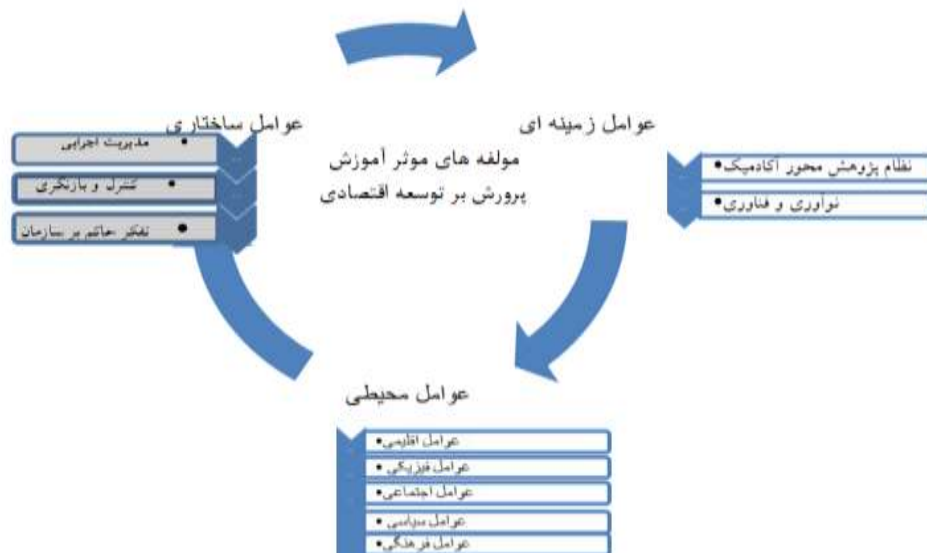 عوامل زمینه ای
نظام پژوهش محور آکادمیک•
نوآوری و فناوری•
عوامل ساختاری
• مدیریت اجرایی
• کنترل و بازنگری
• تفکر حاکم بر سازمان
مولفه های موثر آموزش
پرورش بر توسعه اقتصادی
عوامل محیطی
عوامل اقلیمی•
عوامل فیزیکی•
عوامل اجتماعی•
عوامل سیاسی•
عوامل فرهنگی•